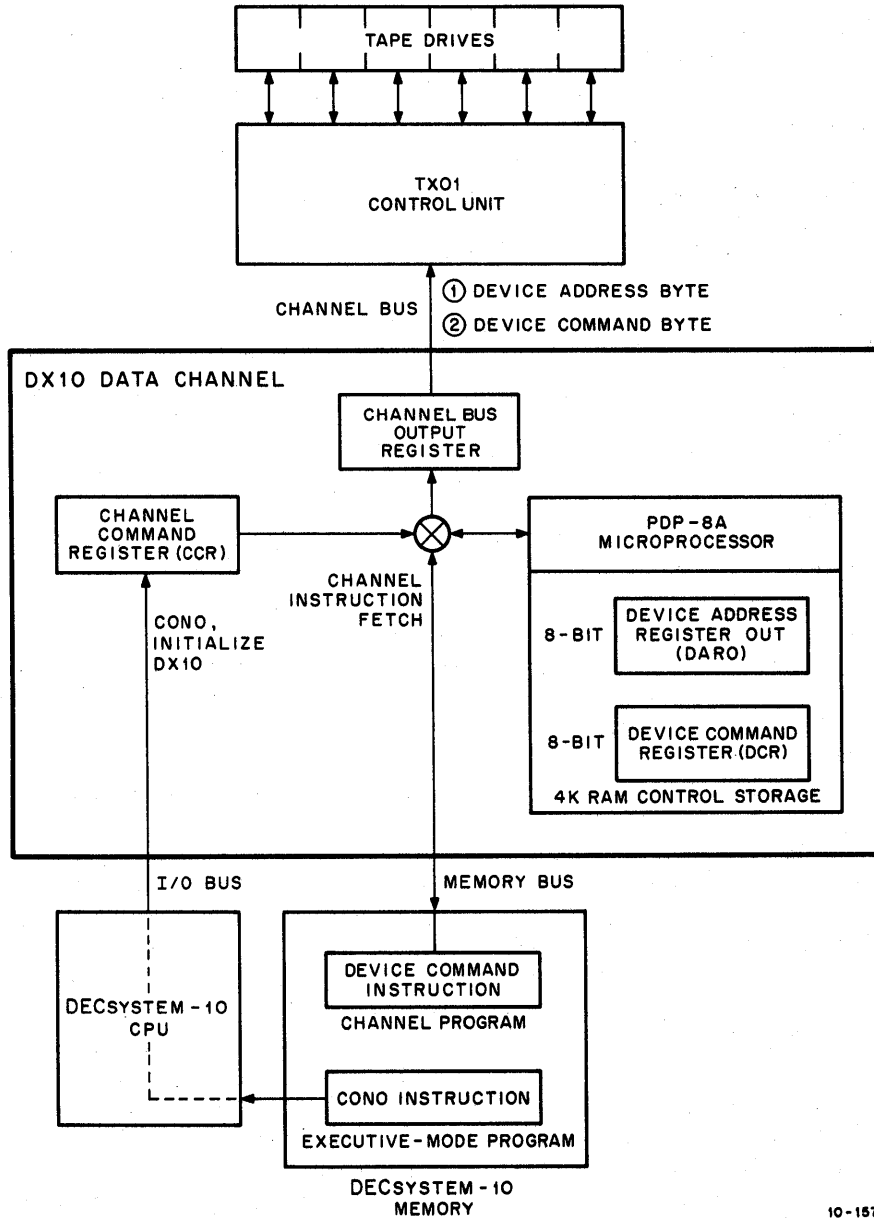 TAPE DRIVES
TX01
CONTROL UNIT
CHANNEL BUS
① DEVICE ADDRESS BYTE
② DEVICE COMMAND BYTE
DX10 DATA CHANNEL
CHANNEL BUS
OUTPUT
REGISTER
CHANNEL
COMMAND
REGISTER (CCR)
PDP-8A
MICROPROCESSOR
CHANNEL
INSTRUCTION
FETCH
CONO,
INITIALIZE
DX10
8-BIT
DEVICE ADDRESS
REGISTER OUT
(DARO)
8-BIT
DEVICE COMMAND
REGISTER (DCR)
4K RAM CONTROL STORAGE
I/O BUS
MEMORY BUS
DECSYSTEM-10
CPU
DEVICE COMMAND
INSTRUCTION
CHANNEL PROGRAM
CONO INSTRUCTION
EXECUTIVE-MODE PROGRAM
DECSYSTEM-10
MEMORY
10-157